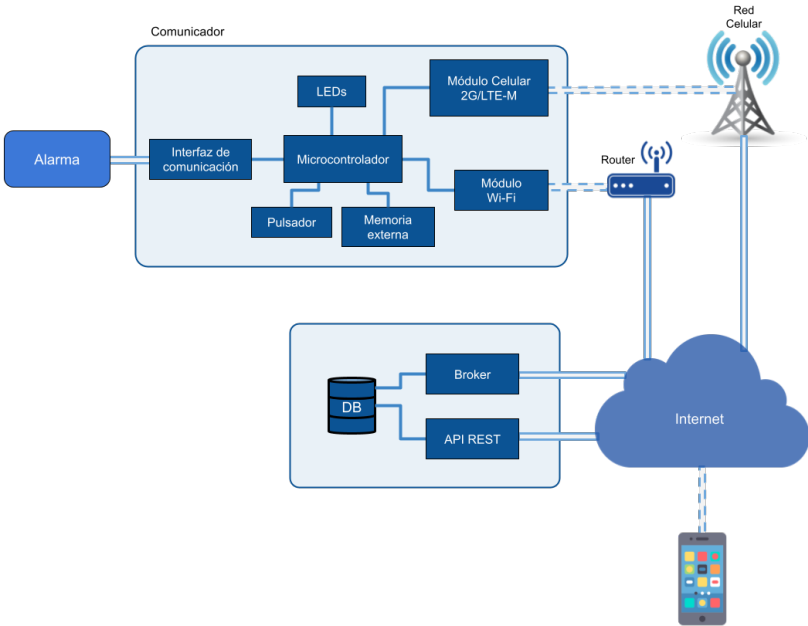 Red
Celular
Comunicador
Módulo Celular
2G/LTE-M
LEDs
Alarma
Interfaz de
comunicación
Microcontrolador
Router
Módulo
Wi-Fi
Pulsador
Memoria
externa
Broker
DB
API REST
Internet